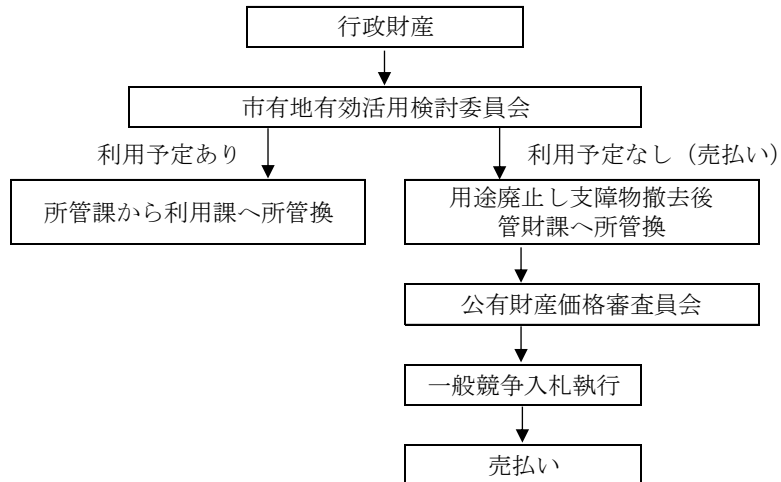 行政財産
市有地有効活用検討委員会
利用予定あり
利用予定なし（売払い）
所管課から利用課へ所管換
用途廃止し支障物撤去後
管財課へ所管換
公有財産価格審査員会
一般競争入札執行
売払い